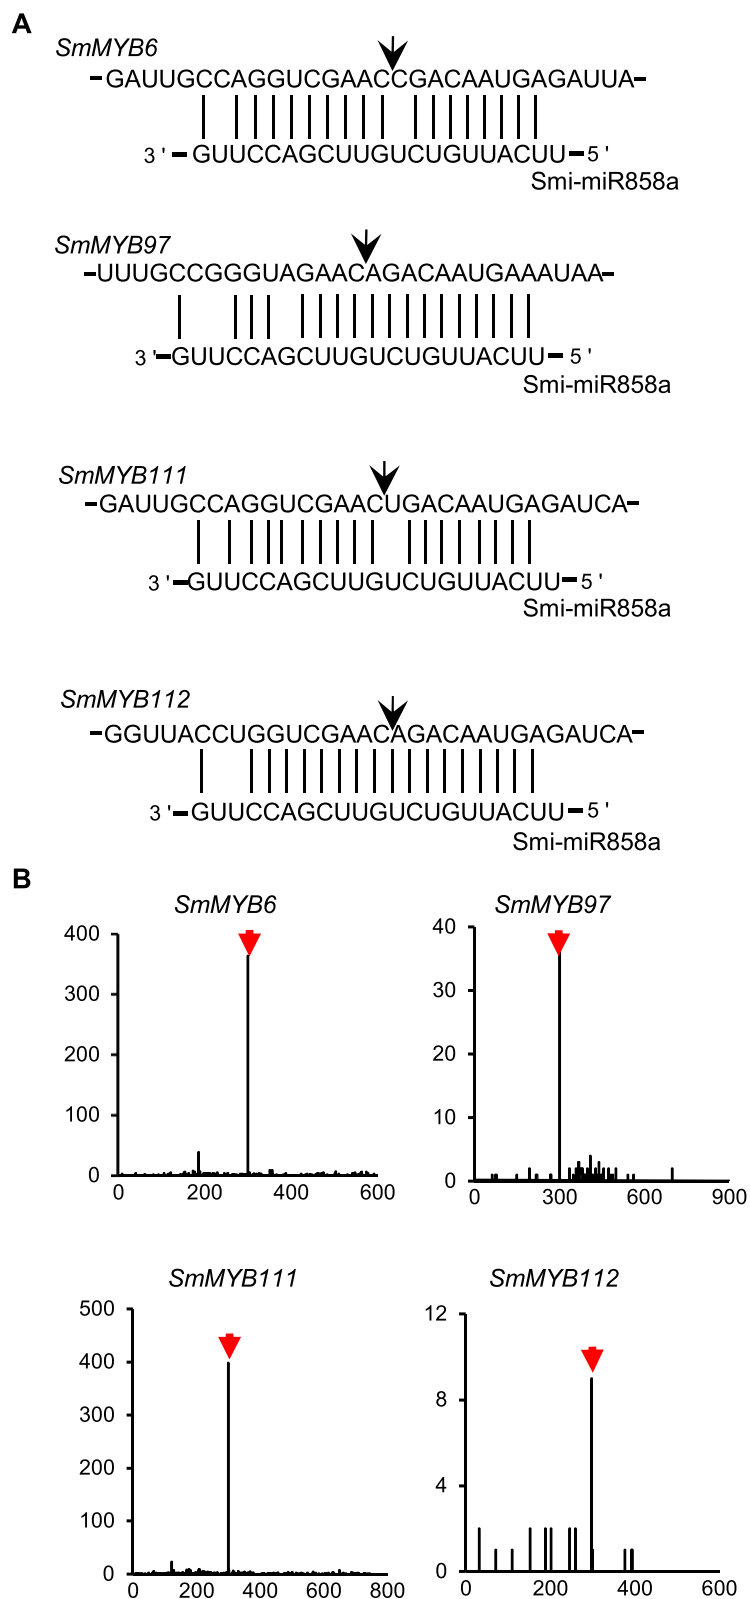 A
SmMYB6
GAUUGCCAGGUCGAACCGACAAUGAGAUUA
3 ' GUUCCAGCUUGUCUGUUACUU 5 '
Smi-miR858a
SmMYB97
UUUGCCGGGUAGAACAGACAAUGAAAUAA
3 ' GUUCCAGCUUGUCUGUUACUU 5 '
Smi-miR858a
SmMYB111
GAUUGCCAGGUCGAACUGACAAUGAGAUCA
3 ' GUUCCAGCUUGUCUGUUACUU 5 '
Smi-miR858a
SmMYB112
GGUUACCUGGUCGAACAGACAAUGAGAUCA
3 ' GUUCCAGCUUGUCUGUUACUU 5 '
Smi-miR858a
B
SmMYB6
400
300
200
100
0
0 200 400 600
SmMYB97
40
30
20
10
0
0 300 600 900
SmMYB111
500
400
300
200
100
0
0 200 400 600 800
SmMYB112
12
8
4
0
0 200 400 600